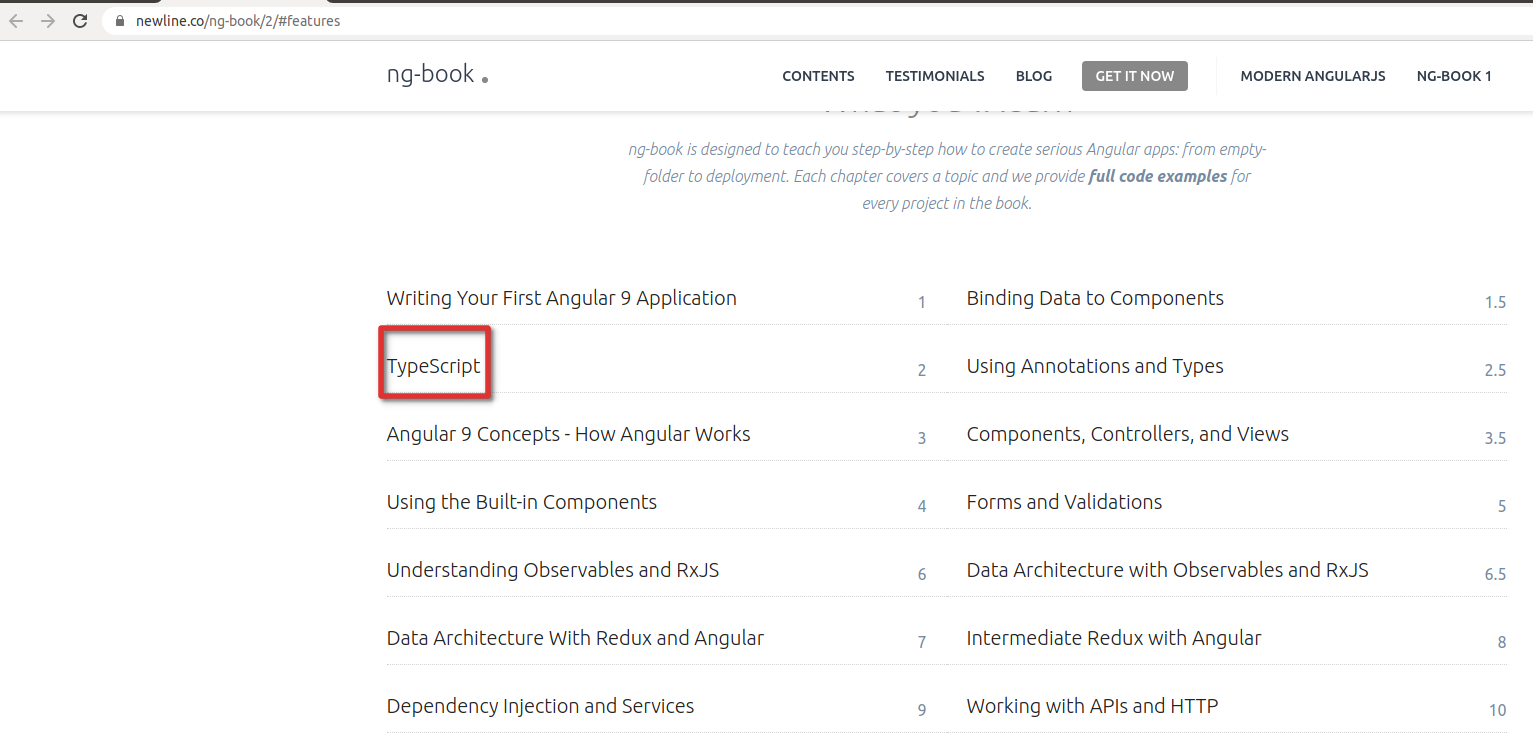 newline.co/ng-book/2/#features
ng-book
CONTENTS TESTIMONIALS BLOG GET IT NOW MODERN ANGULARJS NG-BOOK 1
ng-book is designed to teach you step-by-step how to create serious Angular apps: from empty-
folder to deployment. Each chapter covers a topic and we provide full code examples for
every project in the book.
Writing Your First Angular 9 Application 1 Binding Data to Components 1.5
TypeScript 2 Using Annotations and Types 2.5
Angular 9 Concepts - How Angular Works 3 Components, Controllers, and Views 3.5
Using the Built-in Components 4 Forms and Validations 5
Understanding Observables and RxJS 6 Data Architecture with Observables and RxJS 6.5
Data Architecture With Redux and Angular 7 Intermediate Redux with Angular 8
Dependency Injection and Services 9 Working with APIs and HTTP 10